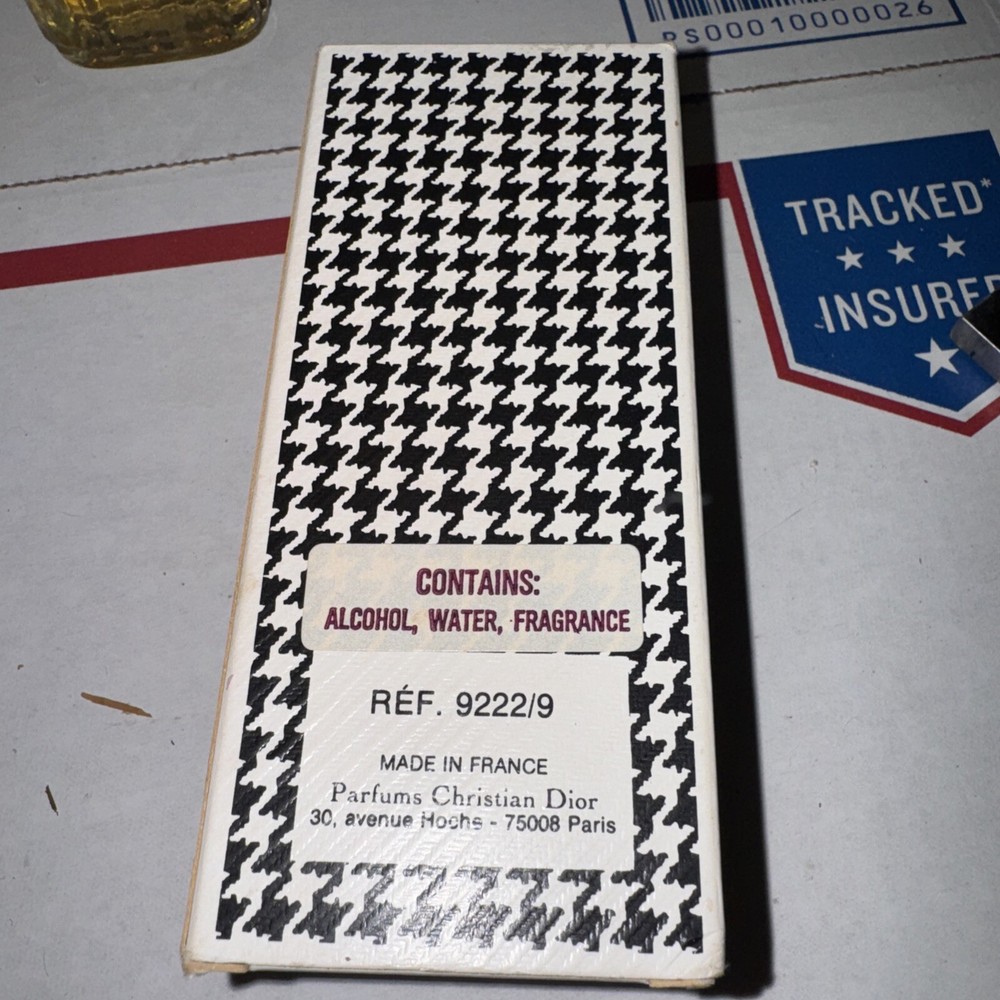 PS00010000026
TRACKED*
INSURED
CONTAINS:
ALCOHOL, WATER, FRAGRANCE
RÉF. 9222/9
MADE IN FRANCE
Parfums Christian Dior
30, avenue Hoche - 75008 Paris